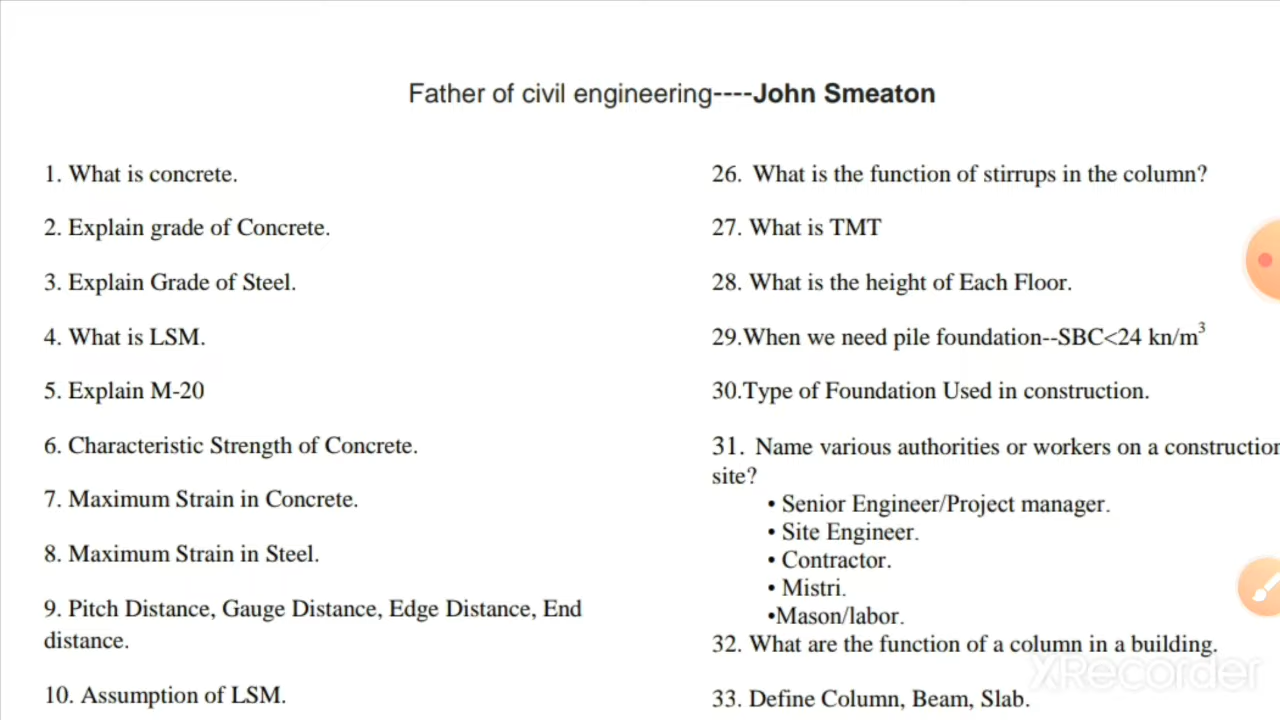 Father of civil engineering----John Smeaton
1. What is concrete.
2. Explain grade of Concrete.
3. Explain Grade of Steel.
4. What is LSM.
5. Explain M-20
6. Characteristic Strength of Concrete.
7. Maximum Strain in Concrete.
8. Maximum Strain in Steel.
9. Pitch Distance, Gauge Distance, Edge Distance, End
distance.
10. Assumption of LSM.
26. What is the function of stirrups in the column?
27. What is TMT
28. What is the height of Each Floor.
29.When we need pile foundation--SBC<24 kn/m³
30.Type of Foundation Used in construction.
31. Name various authorities or workers on a construction
site?
• Senior Engineer/Project manager.
• Site Engineer.
• Contractor.
• Mistri.
•Mason/labor.
32. What are the function of a column in a building.
33. Define Column, Beam, Slab.
XRecorder